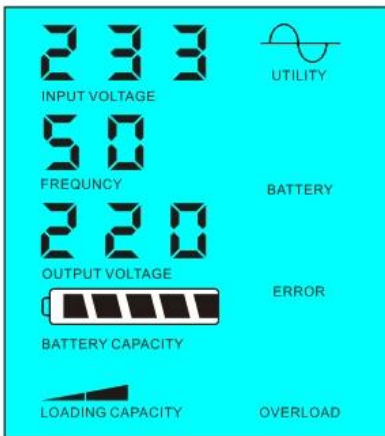 233
INPUT VOLTAGE
UTILITY
50
FREQUNCY
BATTERY
220
OUTPUT VOLTAGE
ERROR
BATTERY CAPACITY
LOADING CAPACITY
OVERLOAD